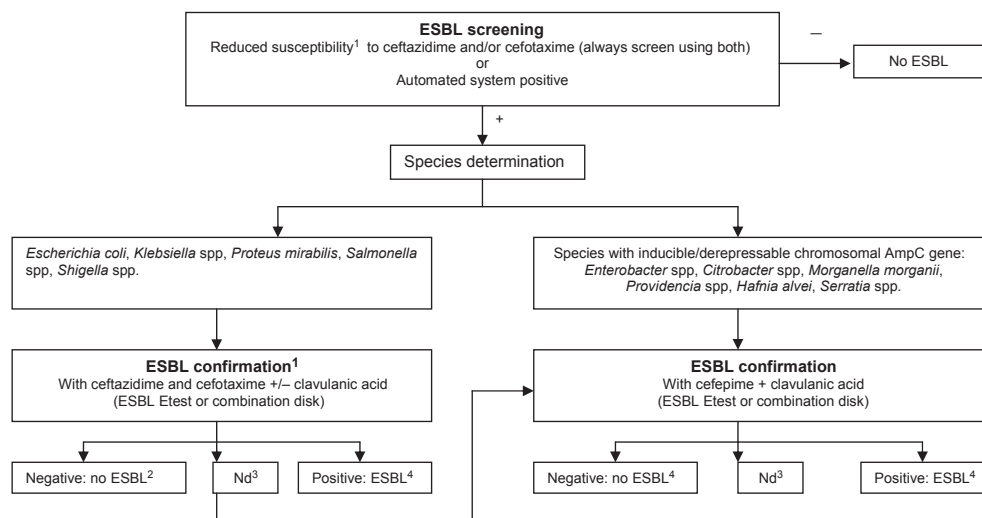 ESBL screening
Reduced susceptibility1 to ceftazidime and/or cefotaxime (always screen using both)
or
Automated system positive
–
No ESBL
+
Species determination
Escherichia coli, Klebsiella spp, Proteus mirabilis, Salmonella
spp, Shigella spp.
Species with inducible/derepressable chromosomal AmpC gene:
Enterobacter spp, Citrobacter spp, Morganella morganii,
Providencia spp, Hafnia alvei, Serratia spp.
ESBL confirmation1
With ceftazidime and cefotaxime +/– clavulanic acid
(ESBL Etest or combination disk)
ESBL confirmation
With cefepime + clavulanic acid
(ESBL Etest or combination disk)
Negative: no ESBL2
Nd3
Positive: ESBL4
Negative: no ESBL4
Nd3
Positive: ESBL4